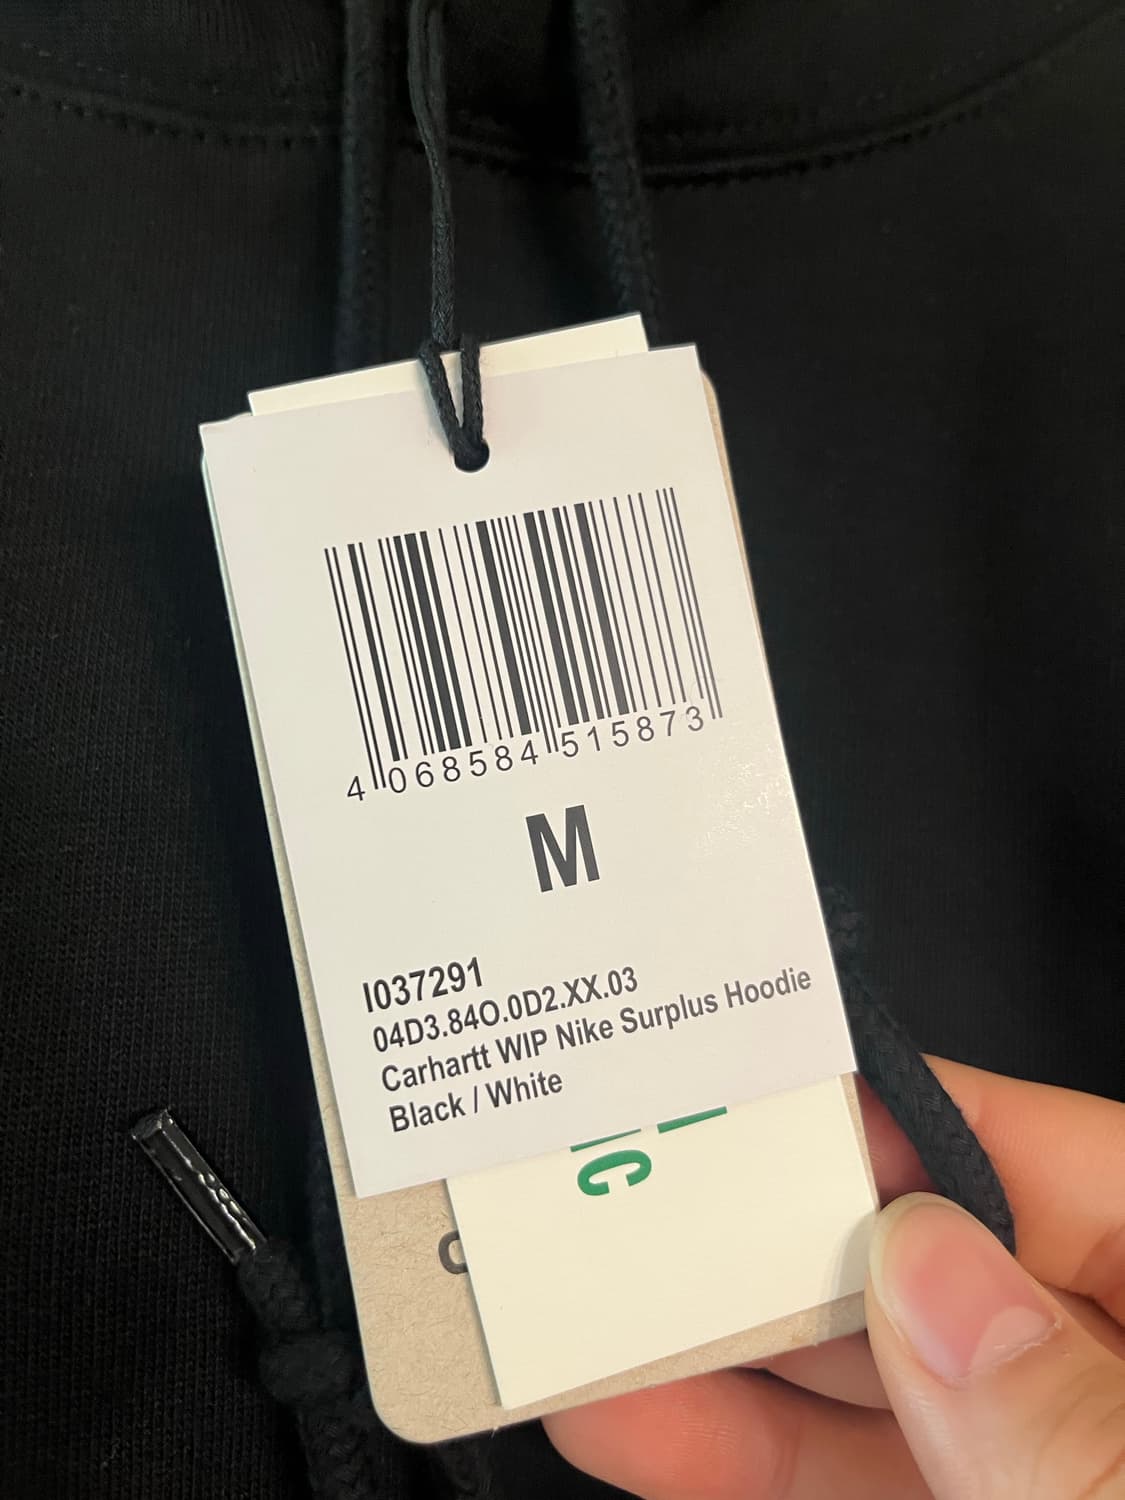 4 068584 515873
M
I037291
04D3.84O.0D2.XX.03
Carhartt WIP Nike Surplus Hoodie
Black / White
C